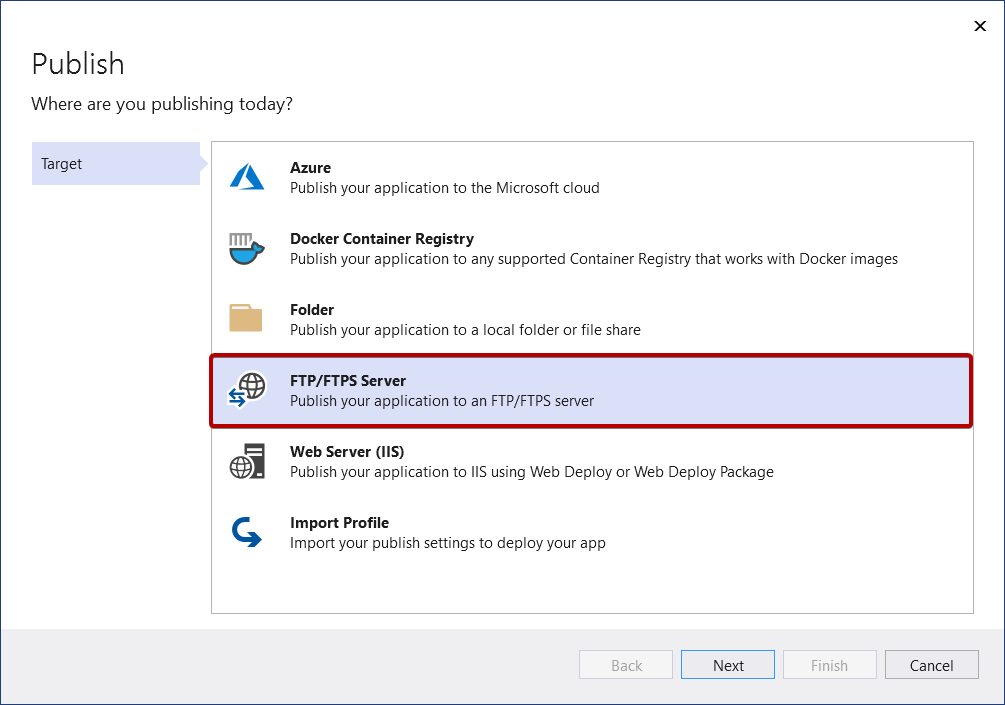 Publish
Where are you publishing today?
Target
Azure
Publish your application to the Microsoft cloud
Docker Container Registry
Publish your application to any supported Container Registry that works with Docker images
Folder
Publish your application to a local folder or file share
FTP/FTPS Server
Publish your application to an FTP/FTPS server
Web Server (IIS)
Publish your application to IIS using Web Deploy or Web Deploy Package
Import Profile
Import your publish settings to deploy your app
Back
Next
Finish
Cancel